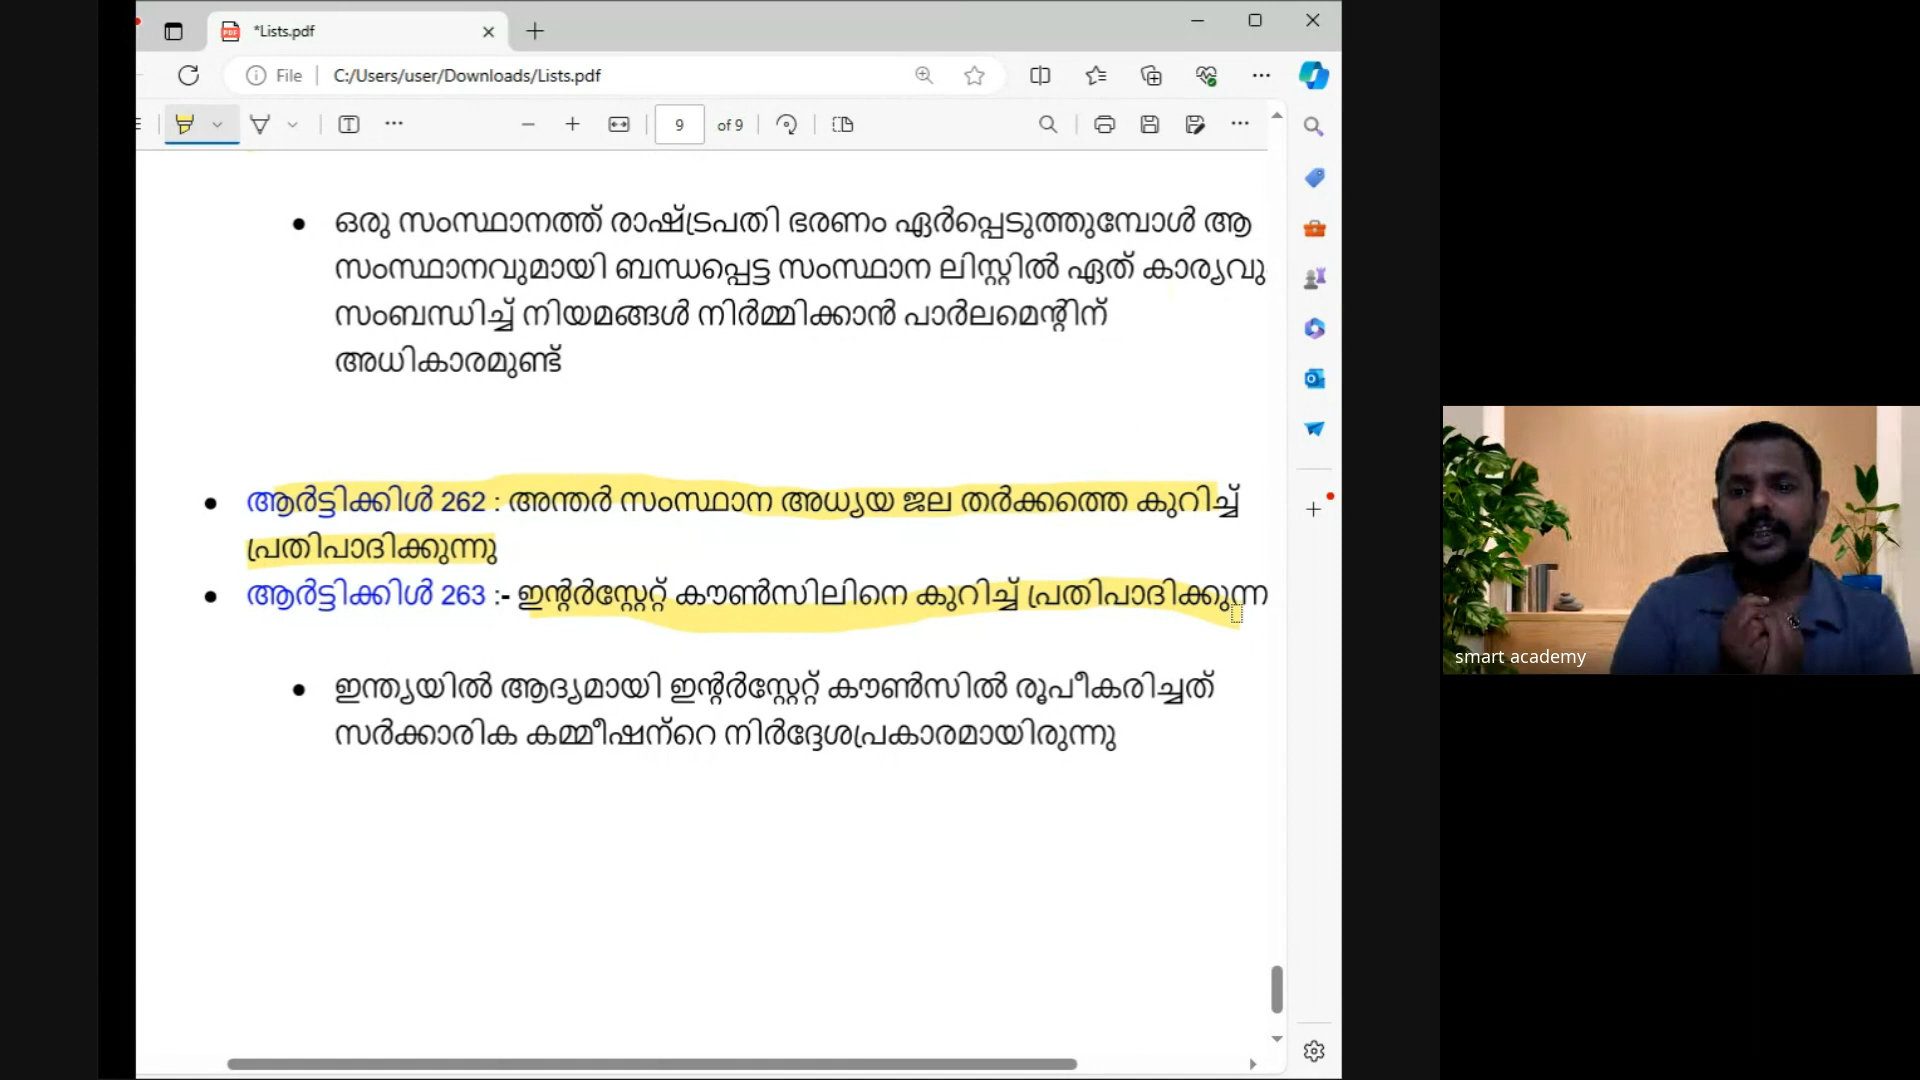 *Lists.pdf
File
C:/Users/user/Downloads/Lists.pdf
9 of 9
ഒരു സംസ്ഥാനത്ത് രാഷ്ട്രപതി ഭരണം ഏർപ്പെടുത്തുമ്പോൾ ആ
സംസ്ഥാനവുമായി ബന്ധപ്പെട്ട സംസ്ഥാന ലിസ്റ്റിൽ ഏത് കാര്യവു
സംബന്ധിച്ച് നിയമങ്ങൾ നിർമ്മിക്കാൻ പാർലമെന്റിന്
അധികാരമുണ്ട്
ആർട്ടിക്കിൾ 262 : അന്തർ സംസ്ഥാന അധ്യയ ജല തർക്കത്തെ കുറിച്ച്
പ്രതിപാദിക്കുന്നു
ആർട്ടിക്കിൾ 263 :- ഇന്റർസ്റ്റേറ്റ് കൗൺസിലിനെ കുറിച്ച് പ്രതിപാദിക്കുന്ന
ഇന്ത്യയിൽ ആദ്യമായി ഇന്റർസ്റ്റേറ്റ് കൗൺസിൽ രൂപീകരിച്ചത്
സർക്കാരിക കമ്മീഷന്റെ നിർദ്ദേശപ്രകാരമായിരുന്നു
smart academy